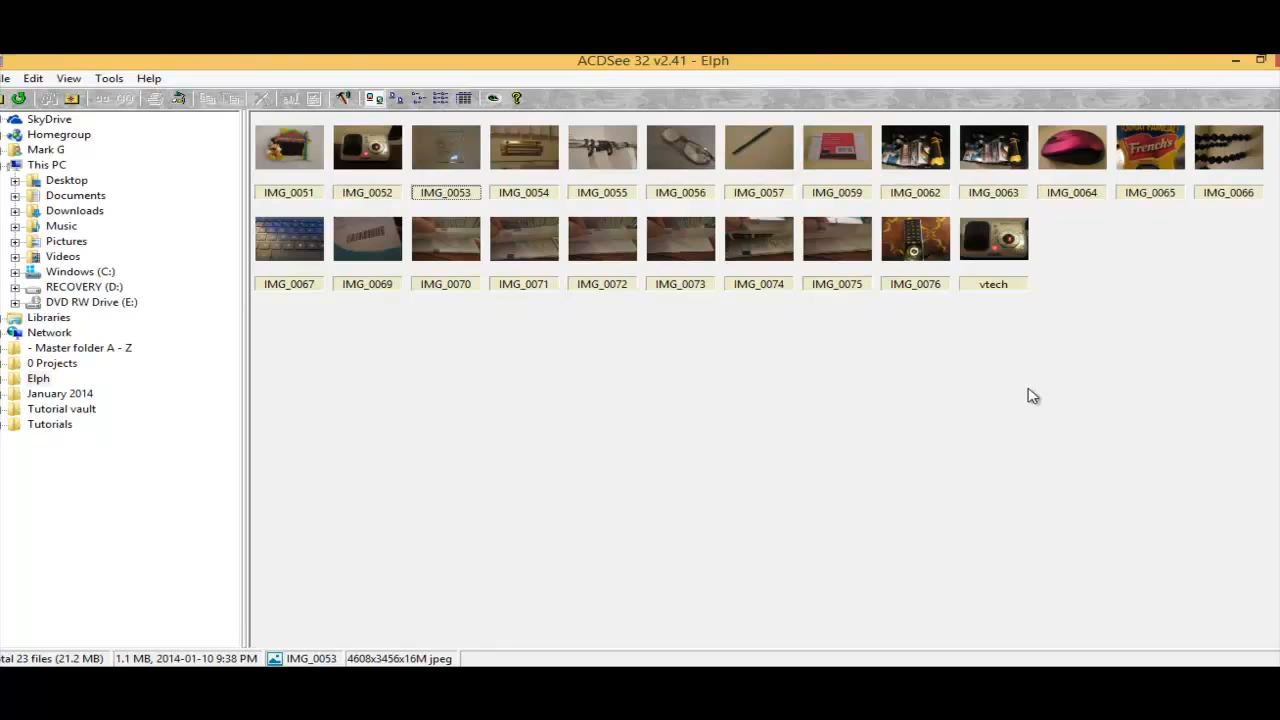 ACDSee 32 v2.41 - Elph
le Edit View Tools Help
SkyDrive
Homegroup
Mark G
This PC
Desktop
Documents
Downloads
Music
Pictures
Videos
Windows (C:)
RECOVERY (D:)
DVD RW Drive (E:)
Libraries
Network
- Master folder A - Z
0 Projects
Elph
January 2014
Tutorial vault
Tutorials
IMG_0051 IMG_0052 IMG_0053 IMG_0054 IMG_0055 IMG_0056 IMG_0057 IMG_0059 IMG_0062 IMG_0063 IMG_0064 IMG_0065 IMG_0066
French's
IMG_0067 IMG_0069 IMG_0070 IMG_0071 IMG_0072 IMG_0073 IMG_0074 IMG_0075 IMG_0076 vtech
tal 23 files (21.2 MB) 1.1 MB, 2014-01-10 9:38 PM IMG_0053 4608x3456x16M jpeg